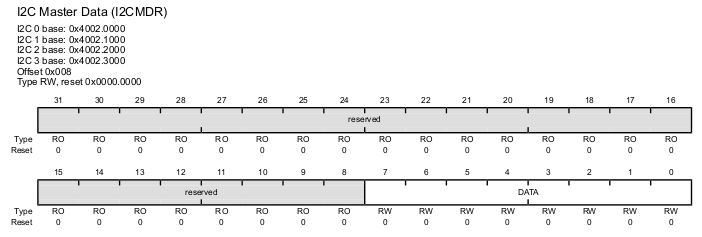 I2C Master Data (I2CMDR)
I2C 0 base: 0x4002.0000
I2C 1 base: 0x4002.1000
I2C 2 base: 0x4002.2000
I2C 3 base: 0x4002.3000
Offset 0x008
Type RW, reset 0x0000.0000
31 30 29 28 27 26 25 24 23 22 21 20 19 18 17 16
reserved
Type RO RO RO RO RO RO RO RO RO RO RO RO RO RO RO RO
Reset 0 0 0 0 0 0 0 0 0 0 0 0 0 0 0 0
15 14 13 12 11 10 9 8 7 6 5 4 3 2 1 0
reserved DATA
Type RO RO RO RO RO RO RO RO RW RW RW RW RW RW RW RW
Reset 0 0 0 0 0 0 0 0 0 0 0 0 0 0 0 0